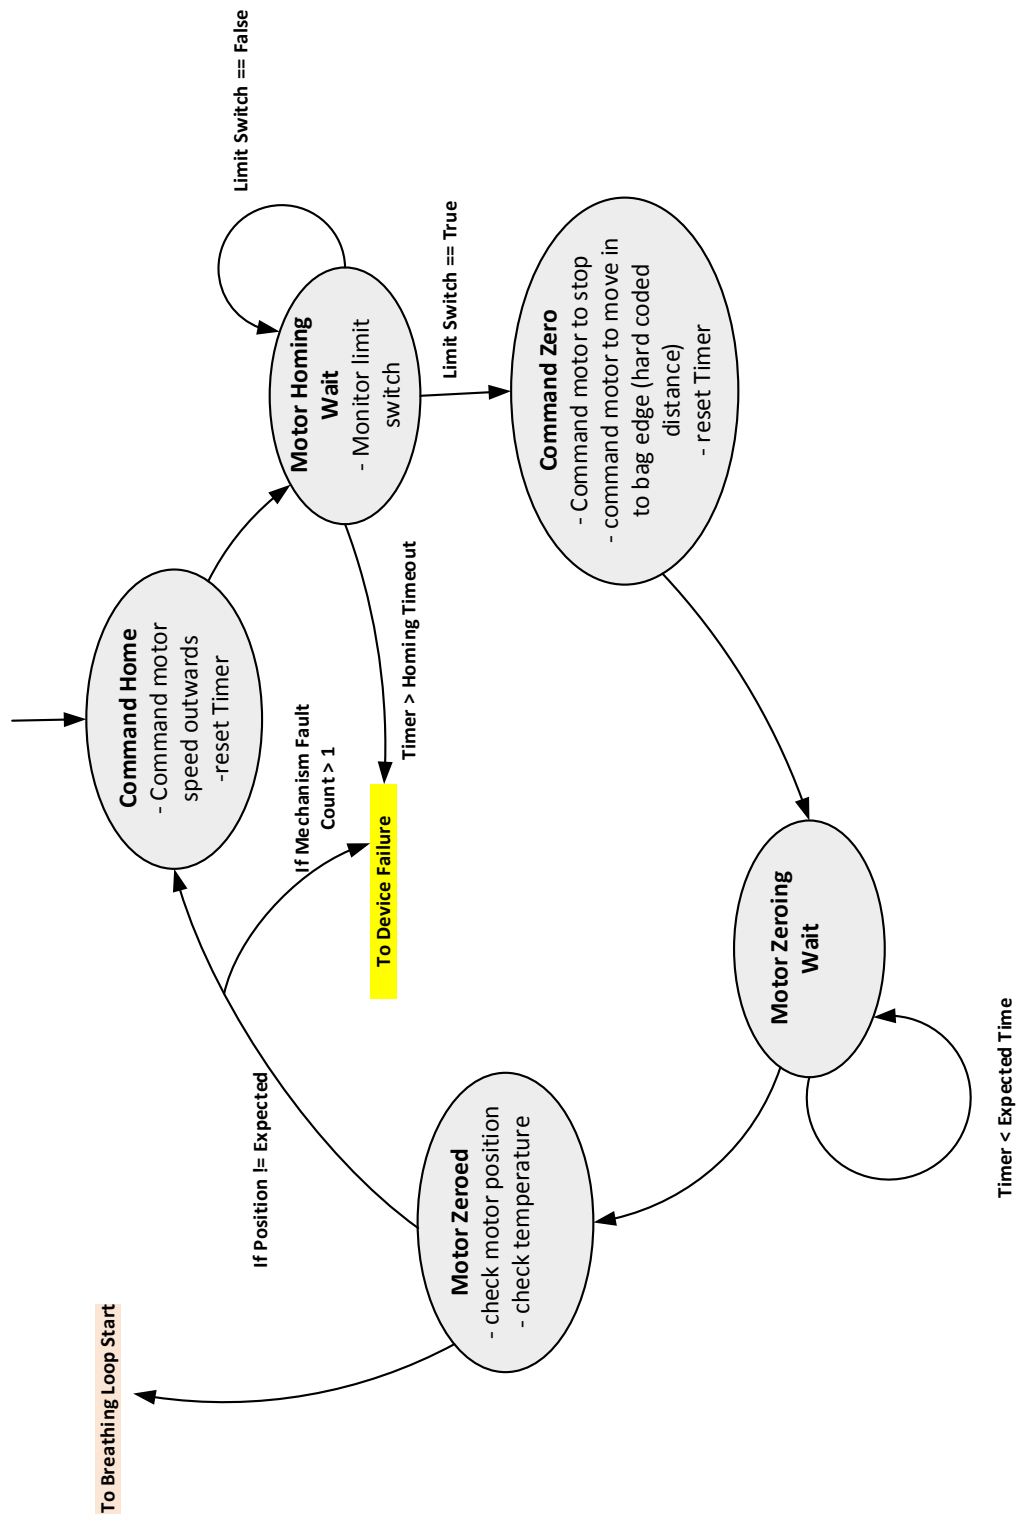 Limit Switch == False
Motor Homing
Wait
- Monitor limit
switch
Limit Switch == True
Command Zero
- Command motor to stop
- command motor to move in
to bag edge (hard coded
distance)
- reset Timer
Command Home
- Command motor
speed outwards
-reset Timer
Timer > Homing Timeout
If Mechanism Fault
Count > 1
To Device Failure
Motor Zeroing
Wait
Timer < Expected Time
If Position != Expected
Motor Zeroed
- check motor position
- check temperature
To Breathing Loop Start